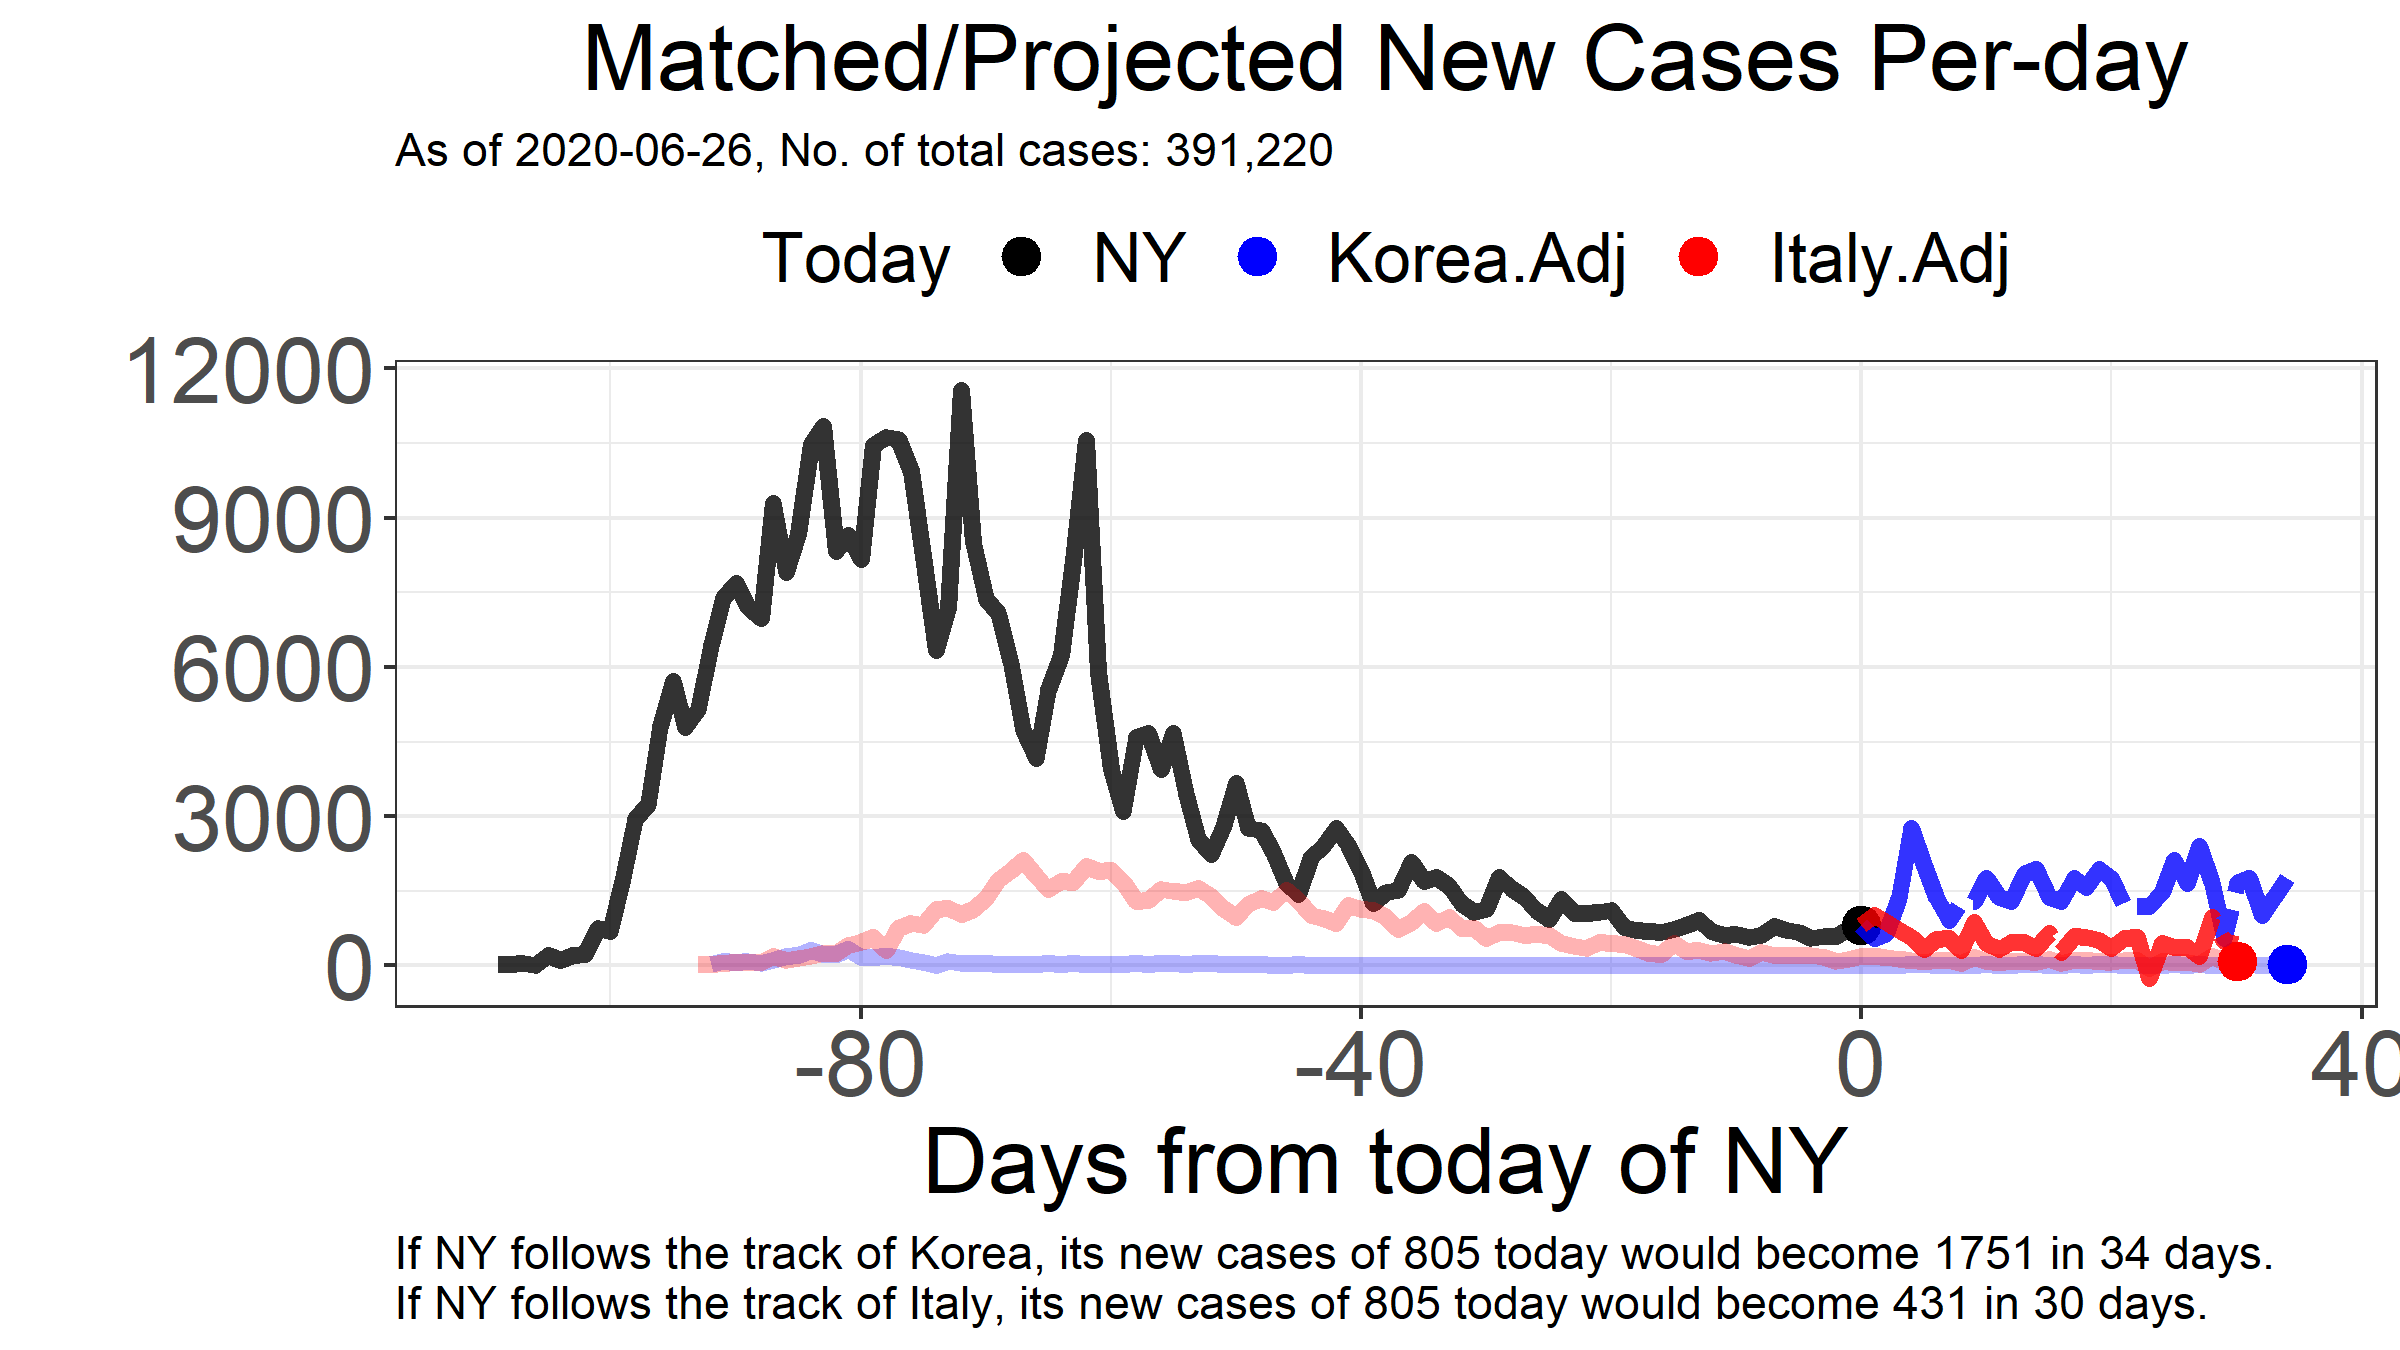 Matched/Projected New Cases Per-day
As of 2020-06-26, No. of total cases: 391,220
Today NY Korea.Adj Italy.Adj
12000
9000
6000
3000
0
-80 -40 0 40
Days from today of NY
If NY follows the track of Korea, its new cases of 805 today would become 1751 in 34 days.
If NY follows the track of Italy, its new cases of 805 today would become 431 in 30 days.